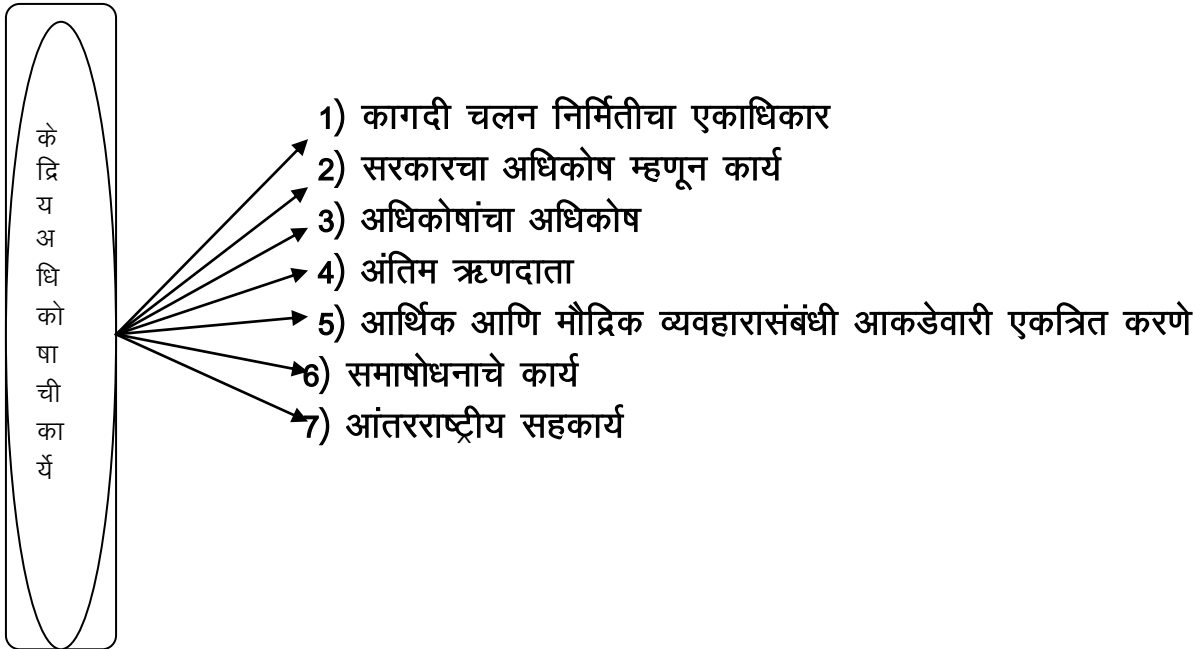 के
द्रि
य
अ
धि
को
षा
ची
का
र्ये
1) कागदी चलन निर्मितीचा एकाधिकार
2) सरकारचा अधिकोष म्हणून कार्य
3) अधिकोषांचा अधिकोष
4) अंतिम ऋणदाता
5) आर्थिक आणि मौद्रिक व्यवहारासंबंधी आकडेवारी एकत्रित करणे
6) समाषोधनाचे कार्य
7) आंतरराष्ट्रीय सहकार्य